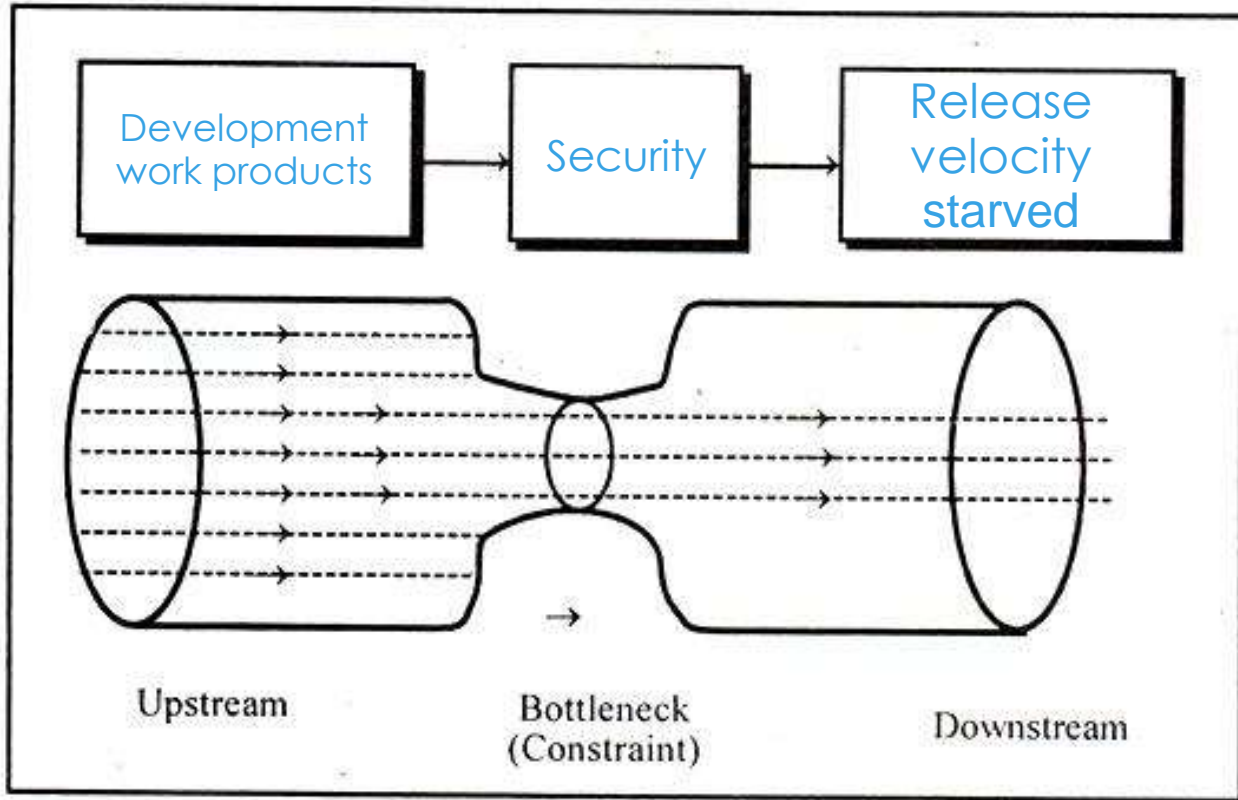 Development
work products
Security
Release
velocity
starved
Upstream
Bottleneck
(Constraint)
Downstream